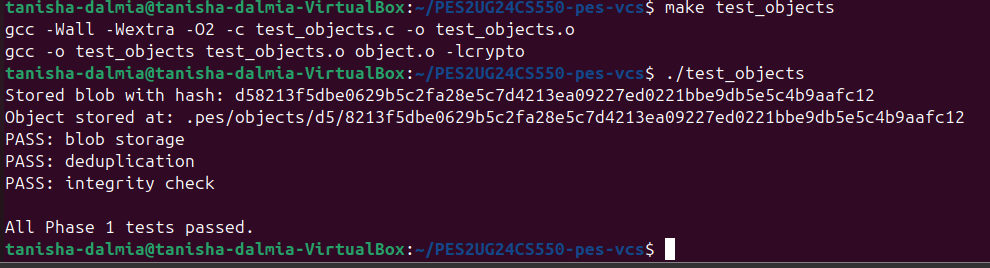 tanisha-dalmia@tanisha-dalmia-VirtualBox:~/PES2UG24CS550-pes-vcs$ make test_objects
gcc -Wall -Wextra -O2 -c test_objects.c -o test_objects.o
gcc -o test_objects test_objects.o object.o -lcrypto
tanisha-dalmia@tanisha-dalmia-VirtualBox:~/PES2UG24CS550-pes-vcs$ ./test_objects
Stored blob with hash: d58213f5dbe0629b5c2fa28e5c7d4213ea09227ed0221bbe9db5e5c4b9aafc12
Object stored at: .pes/objects/d5/8213f5dbe0629b5c2fa28e5c7d4213ea09227ed0221bbe9db5e5c4b9aafc12
PASS: blob storage
PASS: deduplication
PASS: integrity check
All Phase 1 tests passed.
tanisha-dalmia@tanisha-dalmia-VirtualBox:~/PES2UG24CS550-pes-vcs$